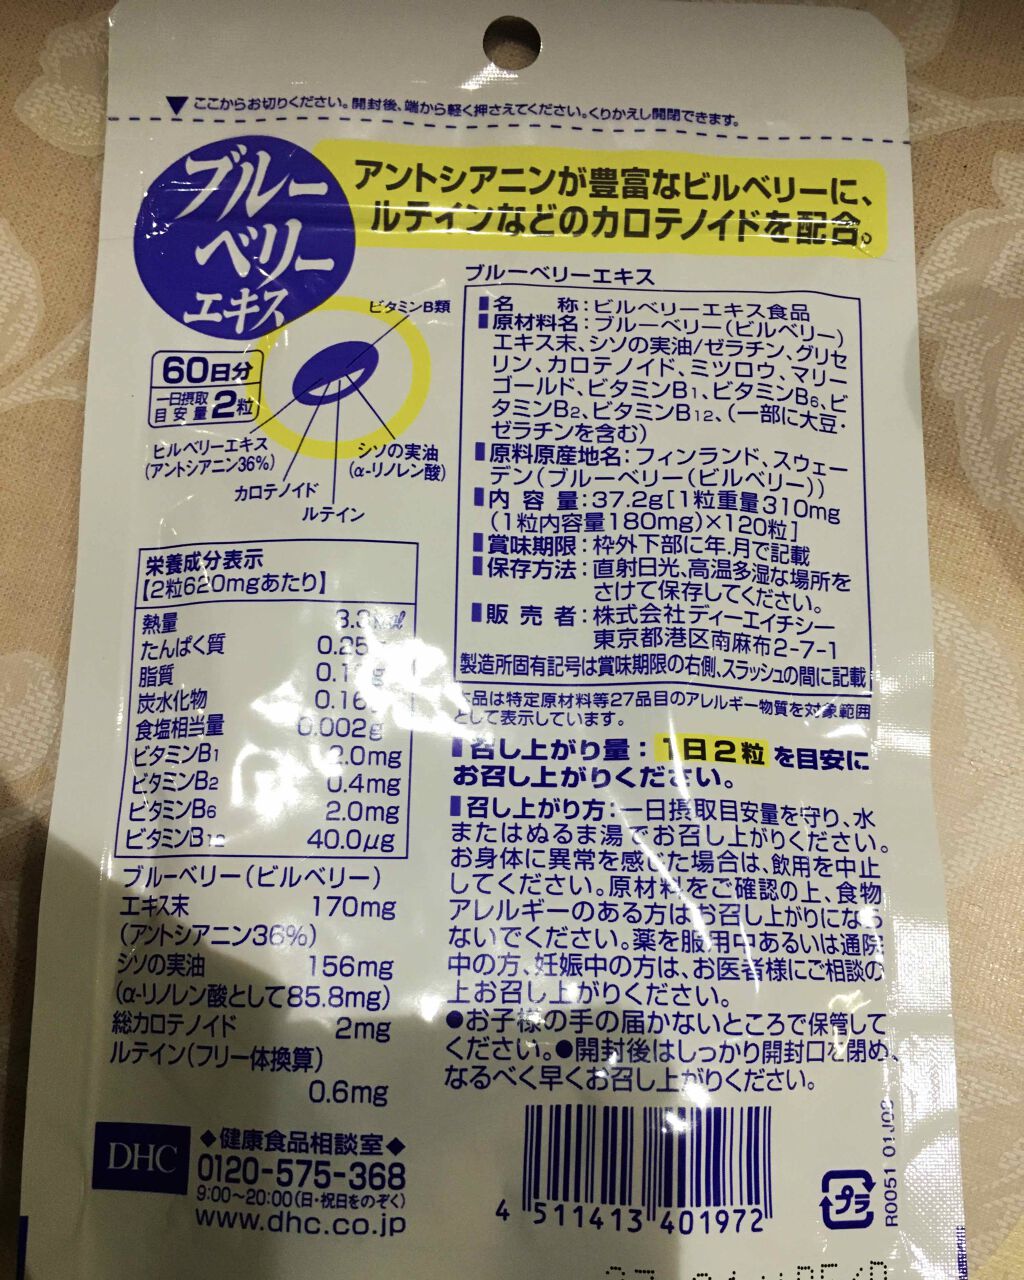 ▼ここからお切りください。開封後、端から軽く押さえてください。くりかえし開閉できます。
ブルー
ベリー
エキス
アントシアニンが豊富なビルベリーに、
ルテインなどのカロテノイドを配合。
60日分
一日摂取
目安量 2粒
ビタミンB類
ビルベリーエキス
(アントシアニン36%)
シソの実油
(α-リノレン酸)
カロテノイド
ルテイン
栄養成分表示
【2粒620mgあたり】
熱量 3.3
たんぱく質 0.25
脂質
炭水化物 0.16
食塩相当量 0.002g
ビタミンB1 2.0mg
ビタミンB2 0.4mg
ビタミンB6 2.0mg
ビタミンB12 40.0μg
ブルーベリー(ビルベリー)
エキス末 170mg
(アントシアニン36%)
シソの実油 156mg
(α-リノレン酸として85.8mg)
総カロテノイド 2mg
ルテイン(フリー体換算)
0.6mg
DHC
◆健康食品相談室◆
0120-575-368
9:00〜20:00(日・祝日をのぞく)
www.dhc.co.jp
ブルーベリーエキス
名称:ビルベリーエキス食品
原材料名:ブルーベリー(ビルベリー)
エキス末、シソの実油/ゼラチン、グリセ
リン、カロテノイド、ミツロウ、マリー
ゴールド、ビタミンB1、ビタミンB6、ビ
タミンB2、ビタミンB12、(一部に大豆・
ゼラチンを含む)
原料原産地名:フィンランド、スウェー
デン(ブルーベリー(ビルベリー))
内容量:37.2g[1粒重量310mg
(1粒内容量180mg)×120粒]
賞味期限:枠外下部に年.月で記載
保存方法:直射日光、高温多湿な場所を
さけて保存してください。
販売者:株式会社ディーエイチシー
東京都港区南麻布2-7-1
製造所固有記号は賞味期限の右側、スラッシュの間に記載
本品は特定原材料等27品目のアレルギー物質を対象範囲
として表示しています。
召し上がり量:1日2粒を目安に
お召し上がりください。
召し上がり方:一日摂取目安量を守り、水
またはぬるま湯でお召し上がりください。
お身体に異常を感じた場合は、飲用を中止
してください。原材料をご確認の上、食物
アレルギーのある方はお召し上がりになら
ないでください。薬を服用中あるいは通院
中の方、妊娠中の方は、お医者様にご相談の
上お召し上がりください。
●お子様の手の届かないところで保管して
ください。●開封後はしっかり開封口を閉め、
なるべく早くお召し上がりください。
4 511413 401972
プラ
R0051 01J03